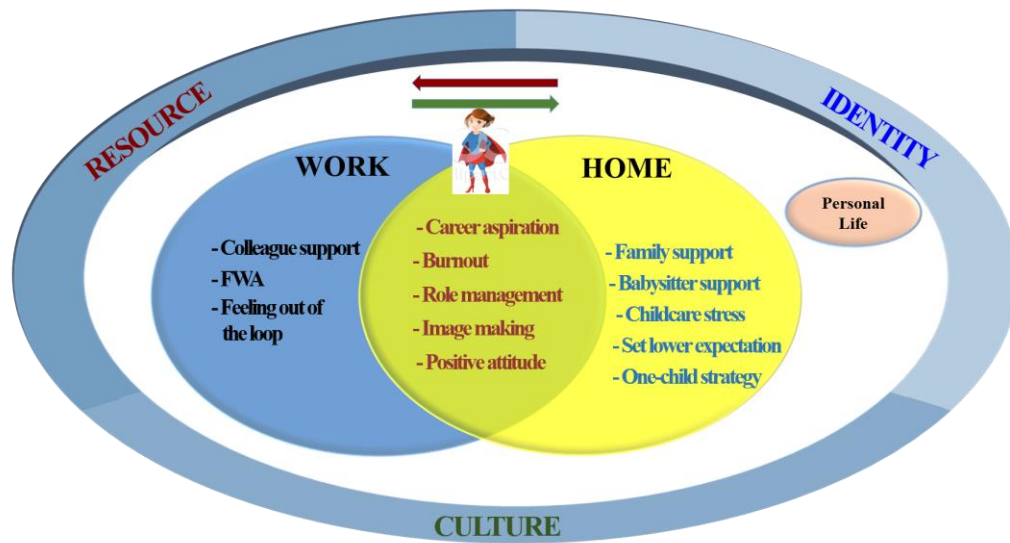 RESOURCE
IDENTITY
WORK
HOME
Personal
Life
- Colleague support
- FWA
- Feeling out of
the loop
- Career aspiration
- Burnout
- Role management
- Image making
- Positive attitude
- Family support
- Babysitter support
- Childcare stress
- Set lower expectation
- One-child strategy
CULTURE